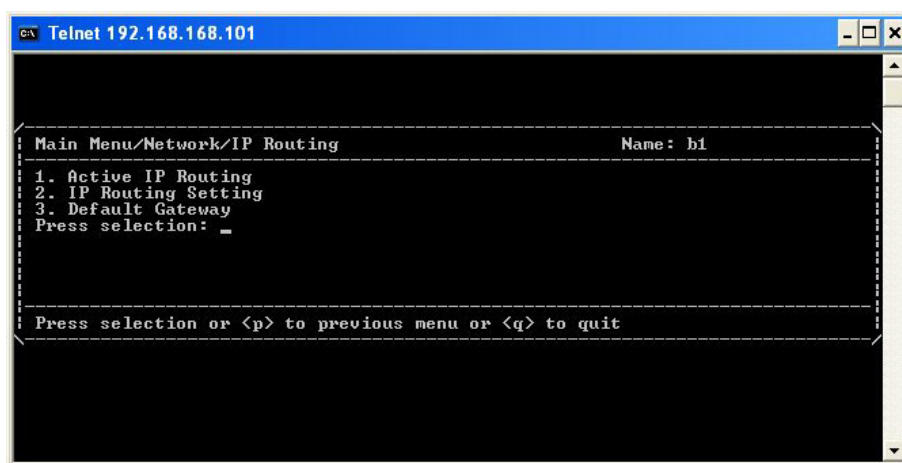 Telnet 192.168.168.101
Main Menu/Network/IP Routing Name: b1
1. Active IP Routing
2. IP Routing Setting
3. Default Gateway
Press selection: _
Press selection or <p> to previous menu or <q> to quit